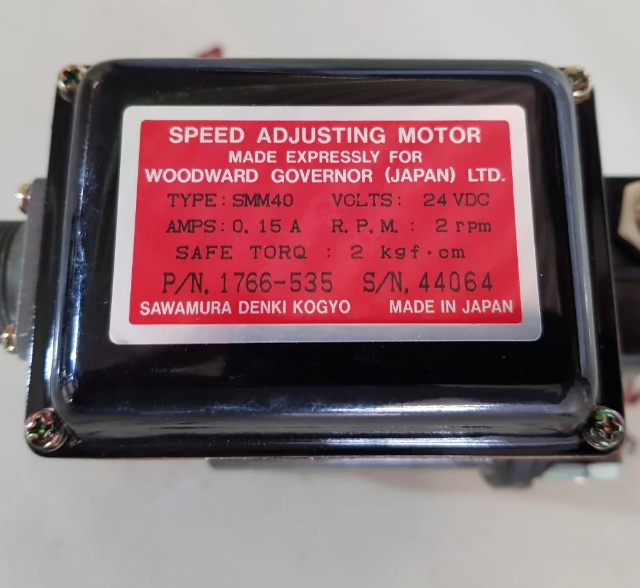 SPEED ADJUSTING MOTOR
MADE EXPRESSLY FOR
WOODWARD GOVERNOR (JAPAN) LTD.
TYPE: SMM40 VOLTS: 24 VDC
AMPS: 0.15 A R.P.M. : 2 rpm
SAFE TORQ : 2 kgf·cm
P/N. 1766-535 S/N. 44064
SAWAMURA DENKI KOGYO MADE IN JAPAN